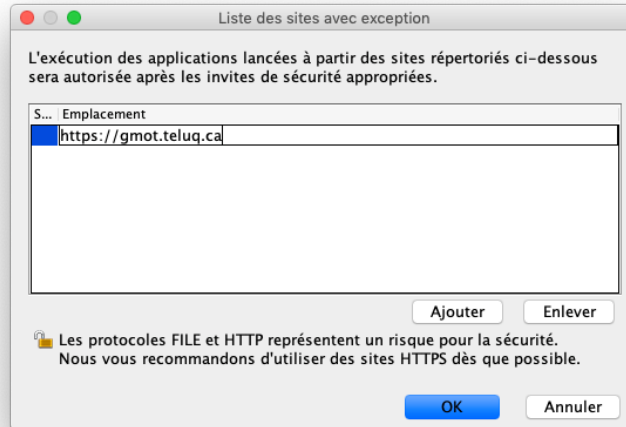 Liste des sites avec exception
L'exécution des applications lancées à partir des sites répertoriés ci-dessous
sera autorisée après les invites de sécurité appropriées.
S... Emplacement
https://gmot.teluq.ca
Ajouter Enlever
Les protocoles FILE et HTTP représentent un risque pour la sécurité.
Nous vous recommandons d'utiliser des sites HTTPS dès que possible.
OK Annuler